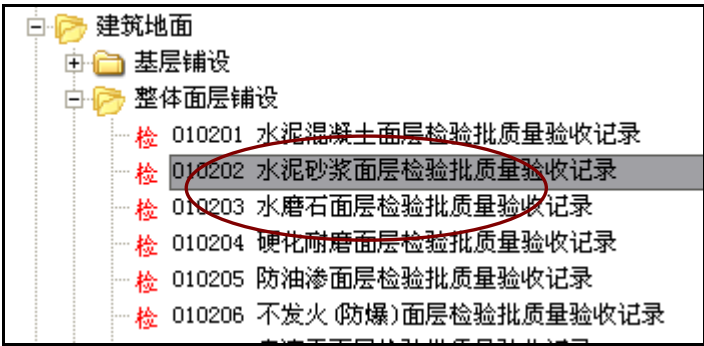 建筑地面
基层铺设
整体面层铺设
检 010201 水泥混凝土面层检验批质量验收记录
检 010202 水泥砂浆面层检验批质量验收记录
检 010203 水磨石面层检验批质量验收记录
检 010204 硬化耐磨面层检验批质量验收记录
检 010205 防油渗面层检验批质量验收记录
检 010206 不发火(防爆)面层检验批质量验收记录